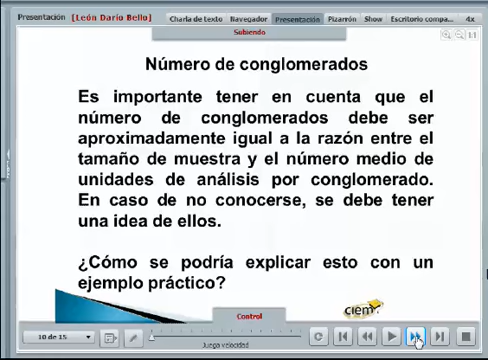 Presentación [León Darío Bello]
Charla de texto Navegador Presentación Pizarrón Show Escritorio compa... 4x
Subiendo
1:1
Número de conglomerados
Es importante tener en cuenta que el
número de conglomerados debe ser
aproximadamente igual a la razón entre el
tamaño de muestra y el número medio de
unidades de análisis por conglomerado.
En caso de no conocerse, se debe tener
una idea de ellos.
¿Cómo se podría explicar esto con un
ejemplo práctico?
ciem
Control
10 de 15
Juega velocidad